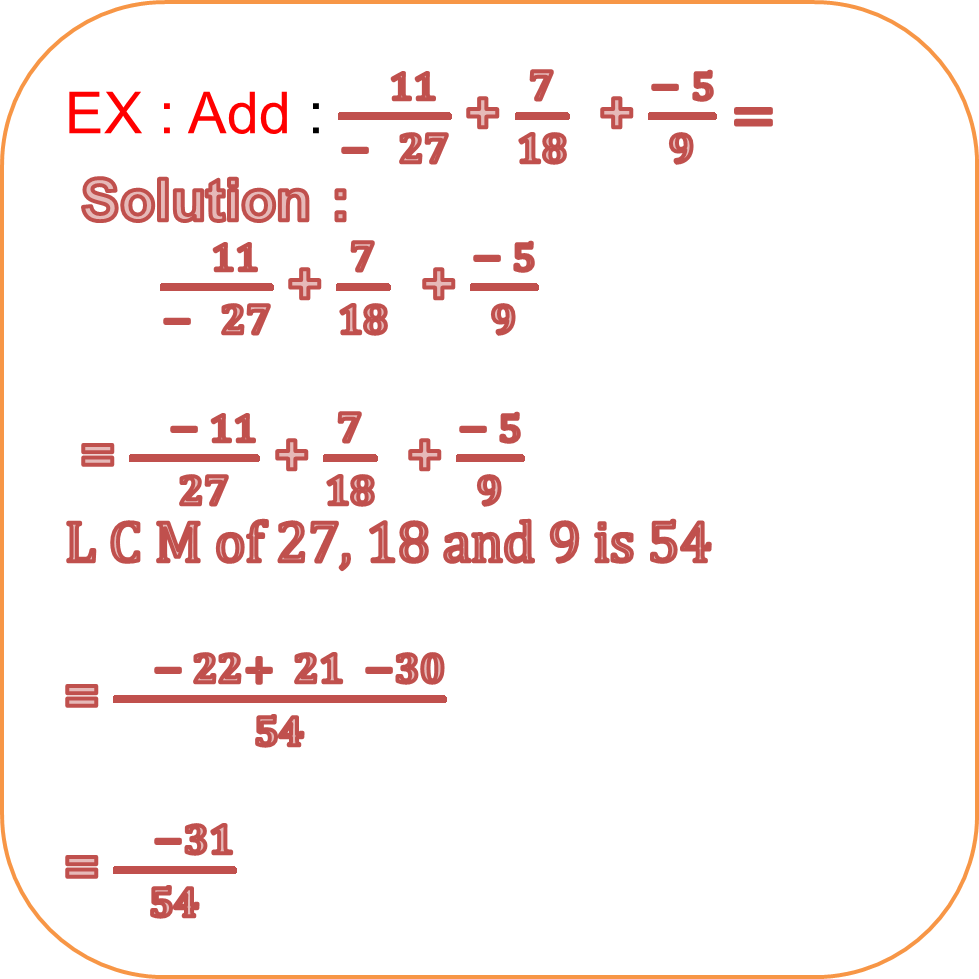 EX : Add : 11/(− 27) + 7/18 + (− 5)/9 =
Solution :
11/(− 27) + 7/18 + (− 5)/9
= (− 11)/27 + 7/18 + (− 5)/9
L C M of 27, 18 and 9 is 54
= (− 22+ 21 −30)/54
= (−31)/54